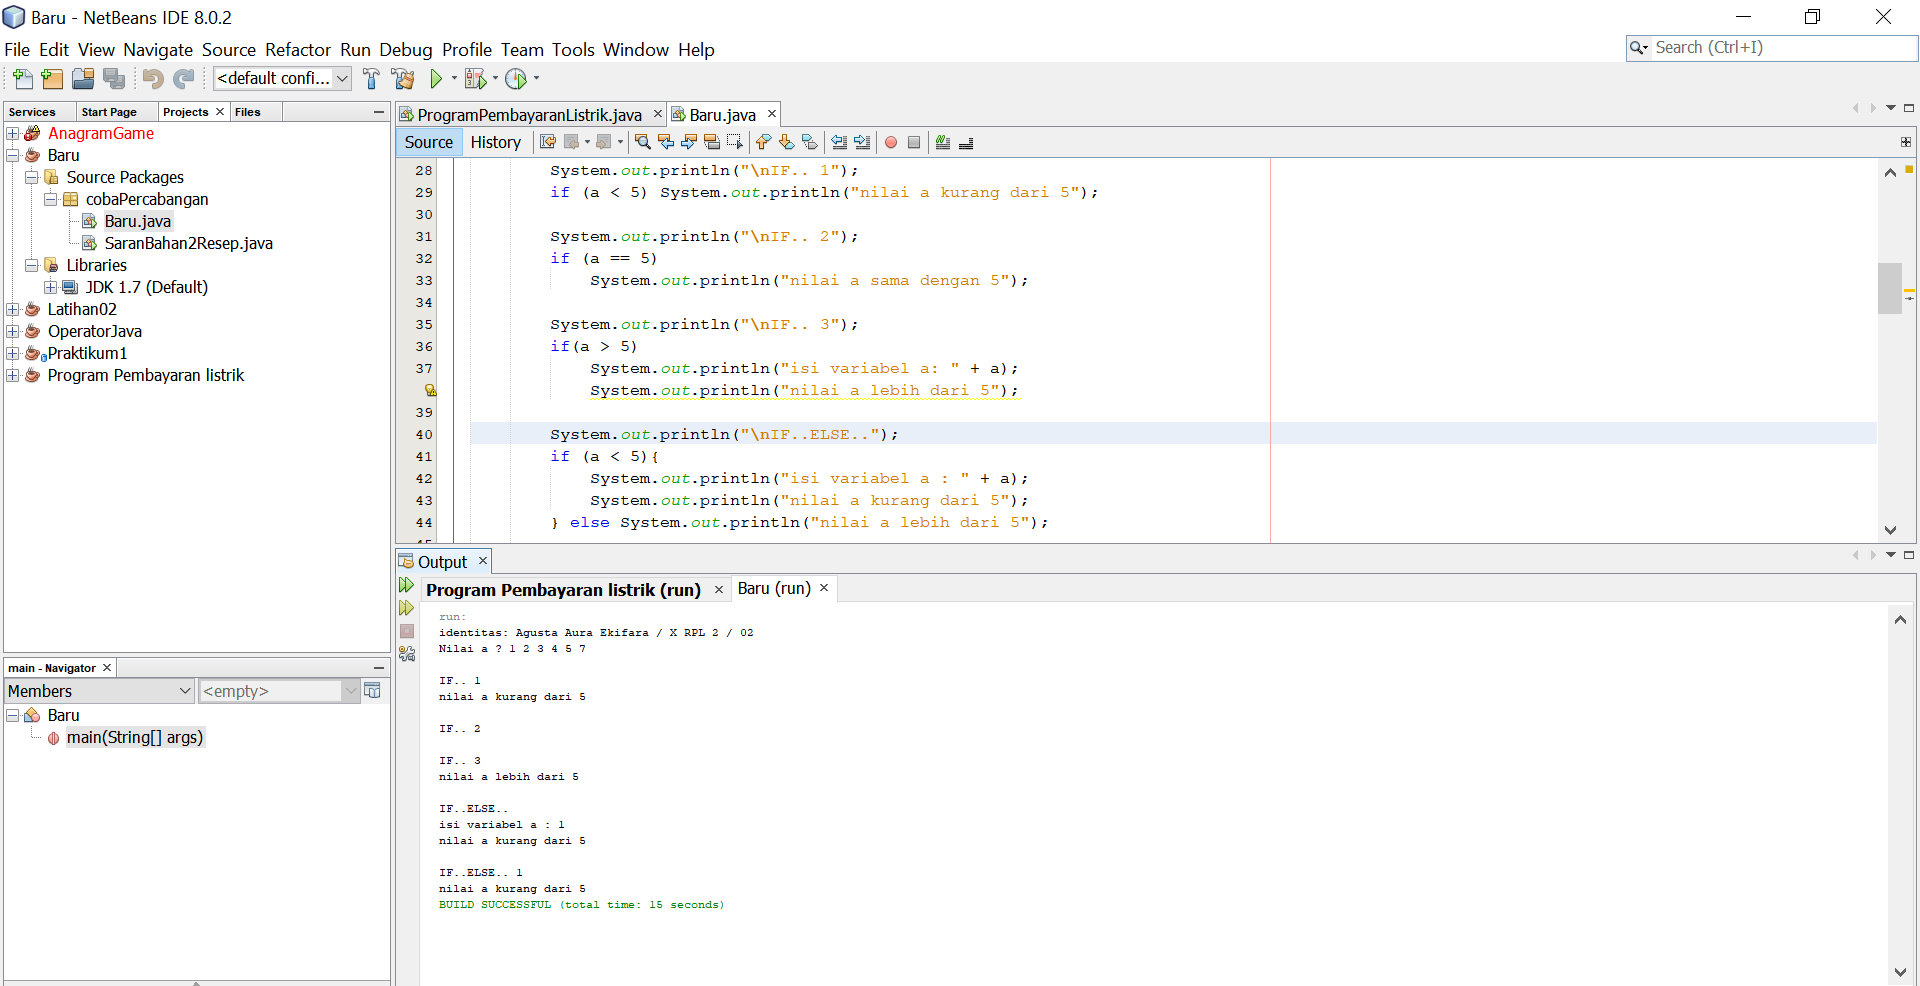 Baru - NetBeans IDE 8.0.2
File Edit View Navigate Source Refactor Run Debug Profile Team Tools Window Help
Search (Ctrl+I)
<default confi...
Services Start Page Projects Files
AnagramGame
Baru
Source Packages
cobaPercabangan
Baru.java
SaranBahan2Resep.java
Libraries
JDK 1.7 (Default)
Latihan02
OperatorJava
Praktikum1
Program Pembayaran listrik
main - Navigator
Members <empty>
Baru
main(String[] args)
ProgramPembayaranListrik.java Baru.java
Source History
28 System.out.println("\nIF.. 1");
29 if (a < 5) System.out.println("nilai a kurang dari 5");
30
31 System.out.println("\nIF.. 2");
32 if (a == 5)
33 System.out.println("nilai a sama dengan 5");
34
35 System.out.println("\nIF.. 3");
36 if(a > 5)
37 System.out.println("isi variabel a: " + a);
System.out.println("nilai a lebih dari 5");
39
40 System.out.println("\nIF..ELSE..");
41 if (a < 5){
42 System.out.println("isi variabel a : " + a);
43 System.out.println("nilai a kurang dari 5");
44 } else System.out.println("nilai a lebih dari 5");
Output
Program Pembayaran listrik (run) Baru (run)
run:
identitas: Agusta Aura Ekifara / X RPL 2 / 02
Nilai a ? 1 2 3 4 5 7
IF.. 1
nilai a kurang dari 5
IF.. 2
IF.. 3
nilai a lebih dari 5
IF..ELSE..
isi variabel a : 1
nilai a kurang dari 5
IF..ELSE.. 1
nilai a kurang dari 5
BUILD SUCCESSFUL (total time: 15 seconds)